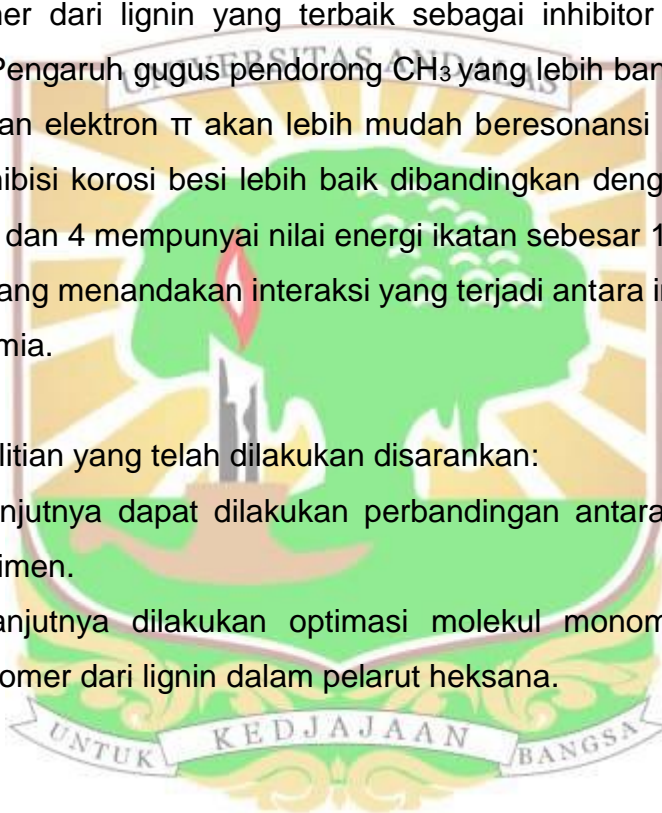 ner dari lignin yang terbaik sebagai inhibitor
UNIVERSITAS ANDALAS
Pengaruh gugus pendorong CH₃ yang lebih ban
an elektron π akan lebih mudah beresonansi
nibisi korosi besi lebih baik dibandingkan deng
dan 4 mempunyai nilai energi ikatan sebesar 1
ang menandakan interaksi yang terjadi antara i
mia.
litian yang telah dilakukan disarankan:
njutnya dapat dilakukan perbandingan antara
imen.
anjutnya dilakukan optimasi molekul monom
omer dari lignin dalam pelarut heksana.
UNTUK KEDJAJAAN BANGSA